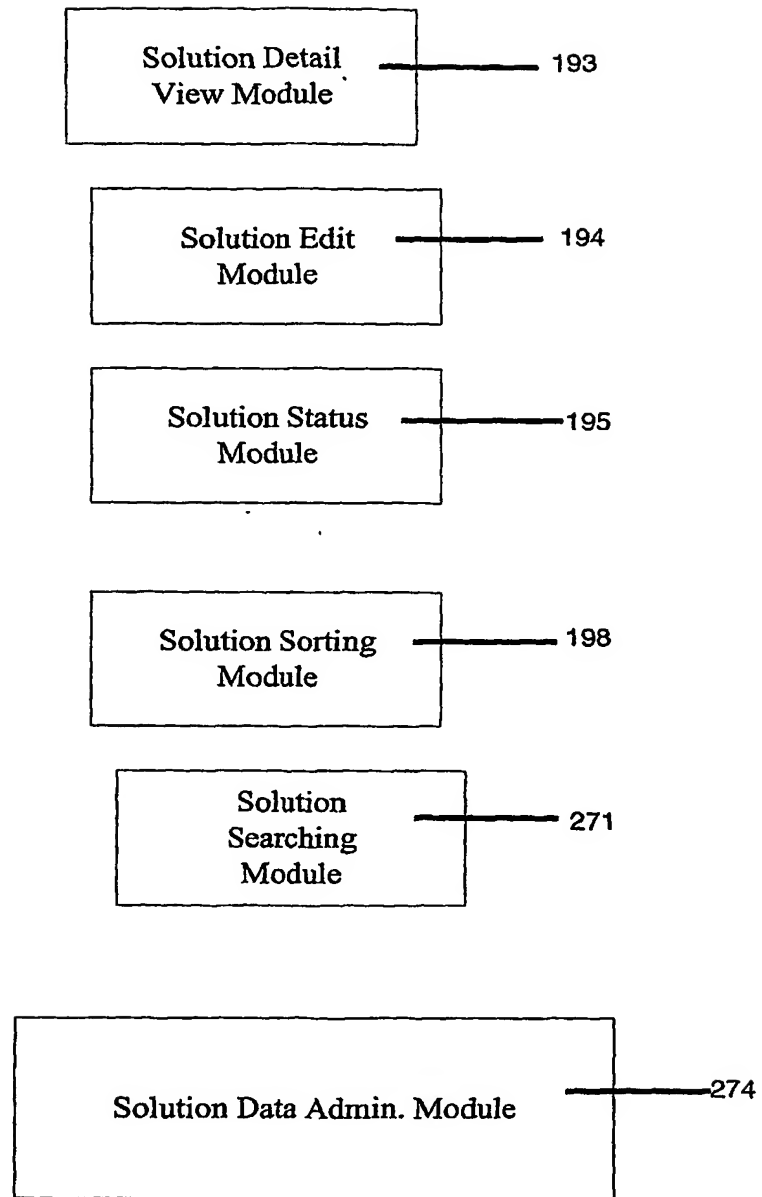 Solution Detail
View Module
193
Solution Edit
Module
194
Solution Status
Module
195
Solution Sorting
Module
198
Solution
Searching
Module
271
Solution Data Admin. Module
274